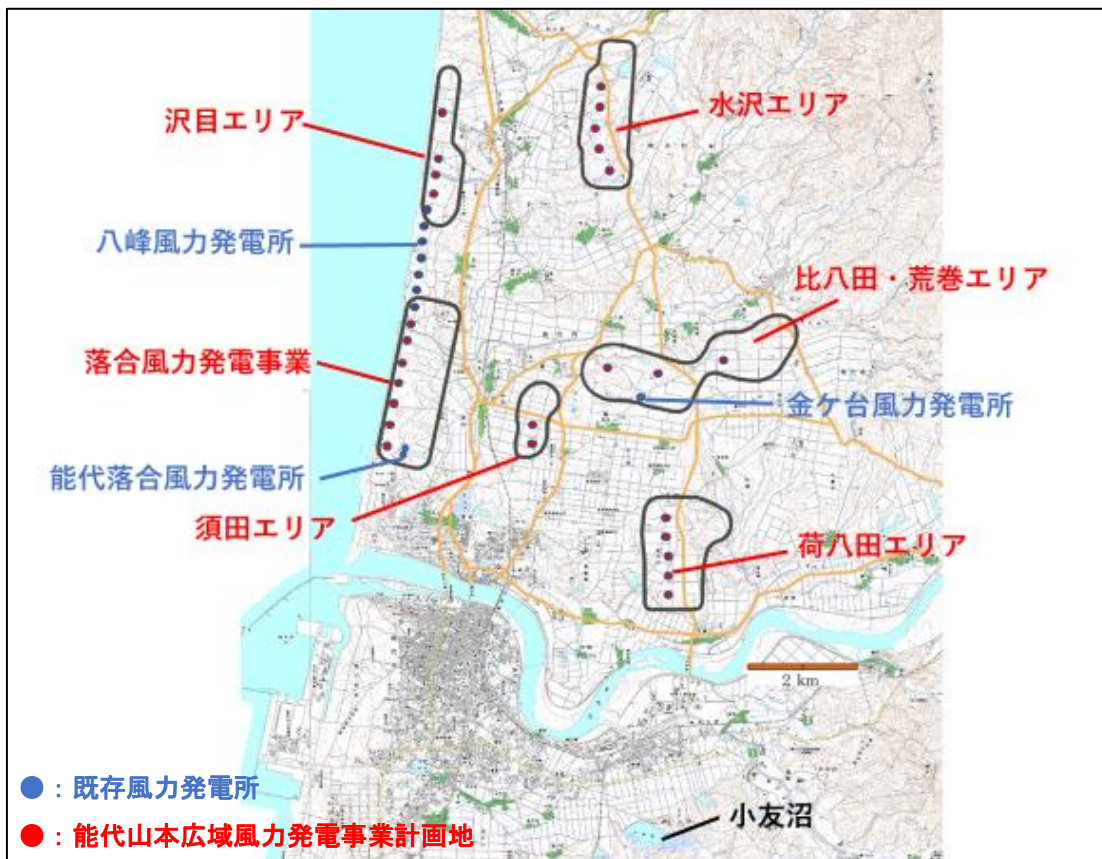 沢目エリア
水沢エリア
八峰風力発電所
比八田・荒巻エリア
落合風力発電事業
金ケ台風力発電所
能代落合風力発電所
須田エリア
荷八田エリア
2 km
小友沼
●：既存風力発電所
●：能代山本広域風力発電事業計画地